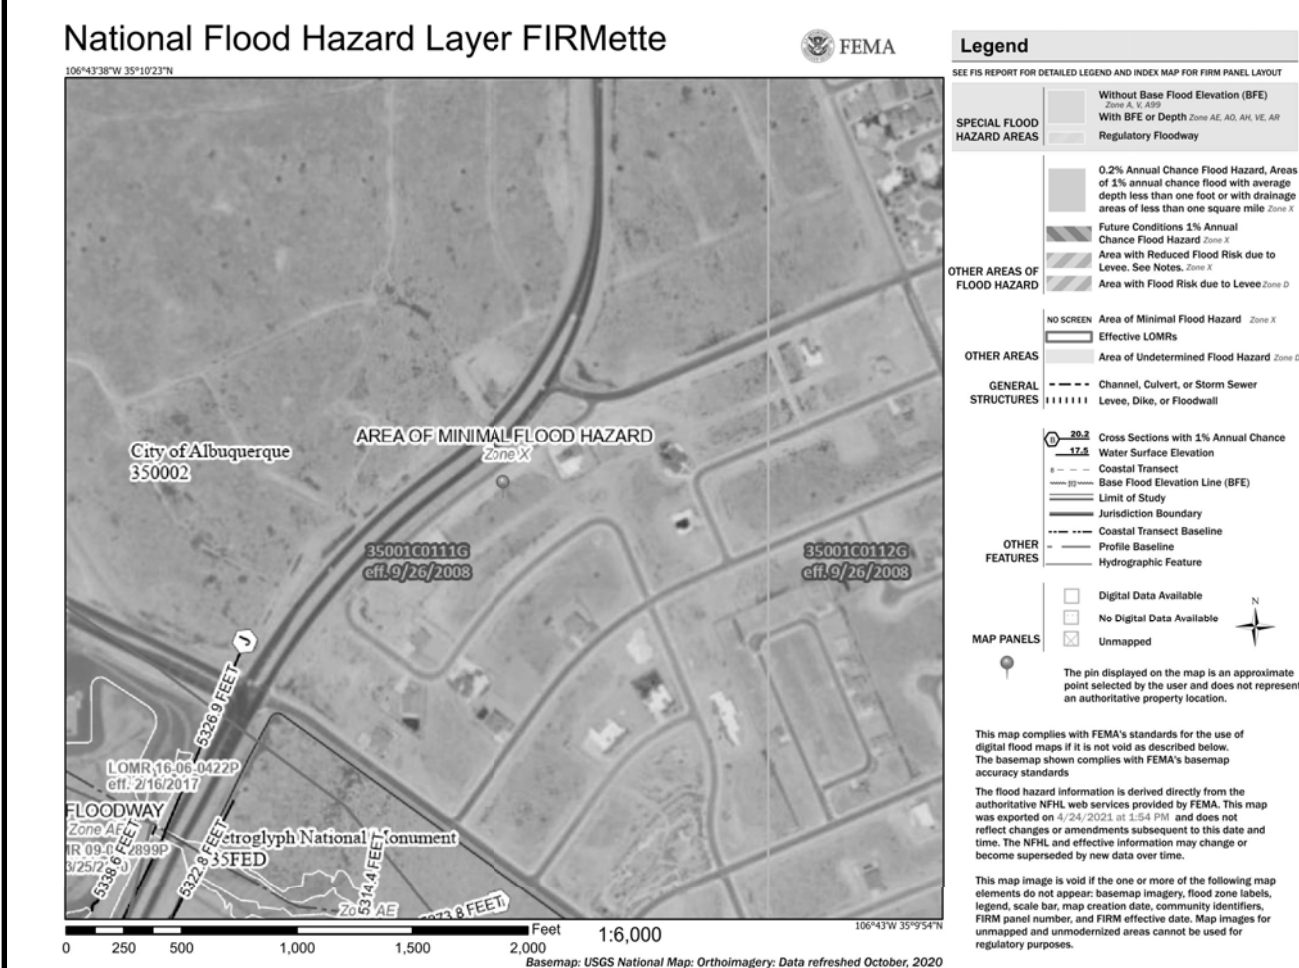 National Flood Hazard Layer FIRMette
FEMA
106°43'38"W 35°10'23"N
AREA OF MINIMAL FLOOD HAZARD
Zone X
City of Albuquerque
350002
35001C0111G
eff. 9/26/2008
35001C0112G
eff. 9/26/2008
J
5326.9 FEET
LOMR 16-06-0422P
eff. 2/16/2017
FLOODWAY
Zone AE
5338.6 FEET
5322.8 FEET
etroglyph National Monument
35FED
5314.4 FEET
AE
106°43'W 35°9'54"N
0 250 500 1,000 1,500 2,000
Feet
1:6,000
Basemap: USGS National Map: Orthoimagery: Data refreshed October, 2020
Legend
SEE FIS REPORT FOR DETAILED LEGEND AND INDEX MAP FOR FIRM PANEL LAYOUT
SPECIAL FLOOD
HAZARD AREAS
Without Base Flood Elevation (BFE)
Zone A, V, A99
With BFE or Depth Zone AE, AO, AH, VE, AR
Regulatory Floodway
OTHER AREAS OF
FLOOD HAZARD
0.2% Annual Chance Flood Hazard, Areas
of 1% annual chance flood with average
depth less than one foot or with drainage
areas of less than one square mile Zone X
Future Conditions 1% Annual
Chance Flood Hazard Zone X
Area with Reduced Flood Risk due to
Levee. See Notes. Zone X
Area with Flood Risk due to Levee Zone D
OTHER AREAS
NO SCREEN Area of Minimal Flood Hazard Zone X
Effective LOMRs
Area of Undetermined Flood Hazard Zone D
GENERAL
STRUCTURES
Channel, Culvert, or Storm Sewer
Levee, Dike, or Floodwall
OTHER
FEATURES
20.2 Cross Sections with 1% Annual Chance
17.5 Water Surface Elevation
Coastal Transect
Base Flood Elevation Line (BFE)
Limit of Study
Jurisdiction Boundary
Coastal Transect Baseline
Profile Baseline
Hydrographic Feature
MAP PANELS
Digital Data Available
No Digital Data Available
Unmapped
N
The pin displayed on the map is an approximate
point selected by the user and does not represent
an authoritative property location.
This map complies with FEMA's standards for the use of
digital flood maps if it is not void as described below.
The basemap shown complies with FEMA's basemap
accuracy standards
The flood hazard information is derived directly from the
authoritative NFHL web services provided by FEMA. This map
was exported on 4/24/2021 at 1:54 PM and does not
reflect changes or amendments subsequent to this date and
time. The NFHL and effective information may change or
become superseded by new data over time.
This map image is void if the one or more of the following map
elements do not appear: basemap imagery, flood zone labels,
legend, scale bar, map creation date, community identifiers,
FIRM panel number, and FIRM effective date. Map images for
unmapped and unmodernized areas cannot be used for
regulatory purposes.